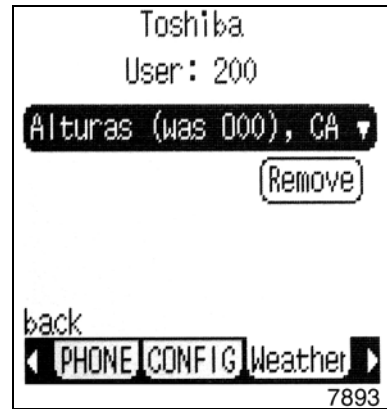 Toshiba
User: 200
Alturas (was 000), CA ▼
Remove
back
PHONE CONFIG Weather
7893